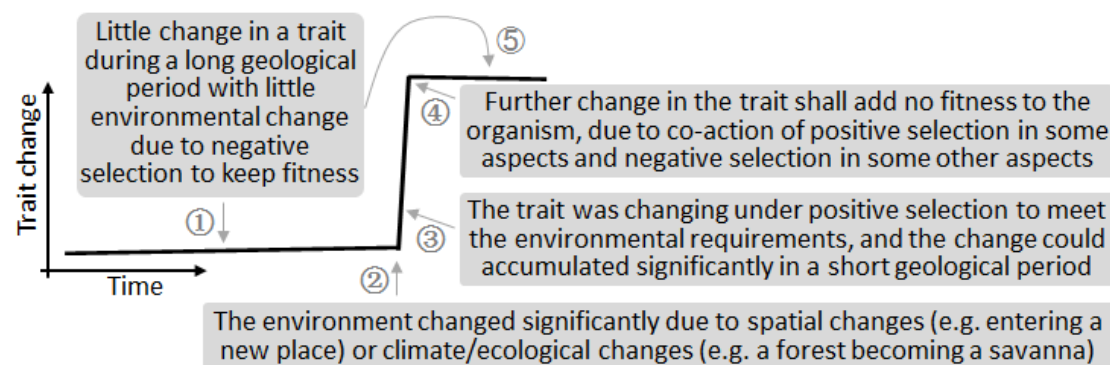 Little change in a trait
during a long geological
period with little
environmental change
due to negative
selection to keep fitness
⑤
④
Further change in the trait shall add no fitness to the
organism, due to co-action of positive selection in some
aspects and negative selection in some other aspects
Trait change
①
③
The trait was changing under positive selection to meet
the environmental requirements, and the change could
accumulated significantly in a short geological period
Time
②
The environment changed significantly due to spatial changes (e.g. entering a
new place) or climate/ecological changes (e.g. a forest becoming a savanna)